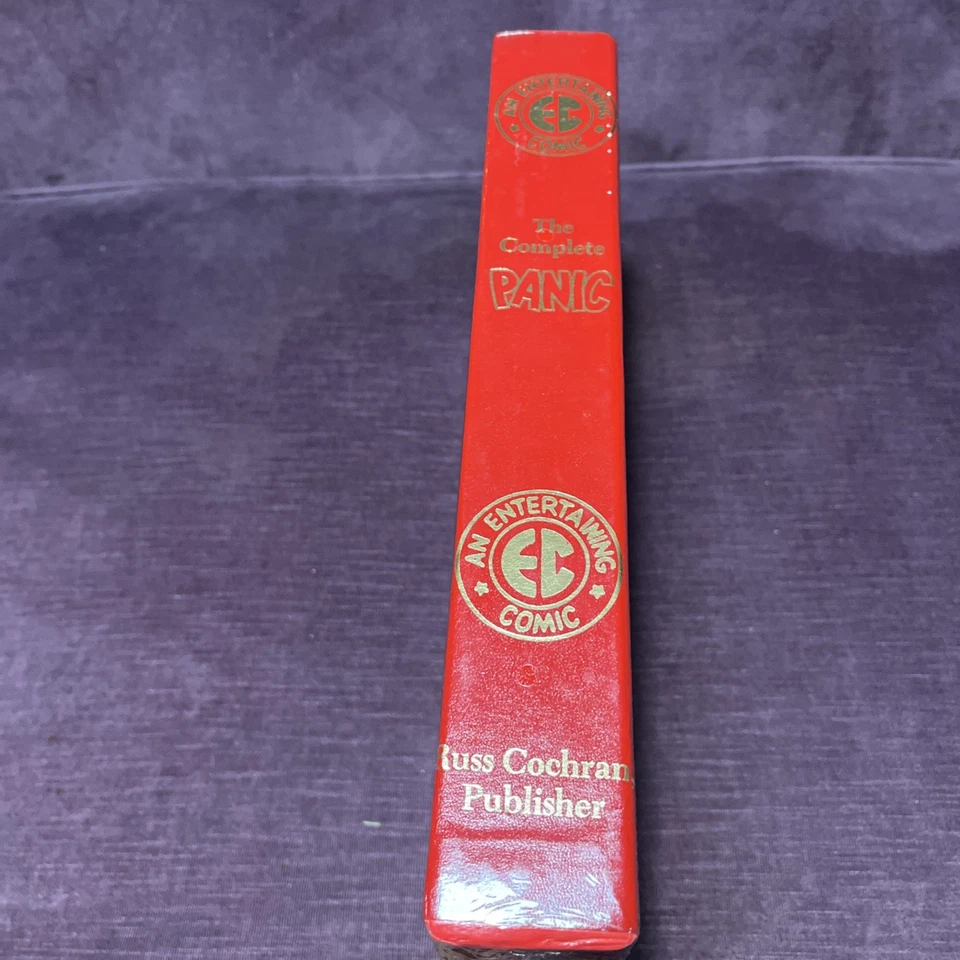 AN ENTERTAINING
EC
COMIC
The
Complete
PANIC
AN ENTERTAINING
EC
COMIC
Russ Cochran,
Publisher